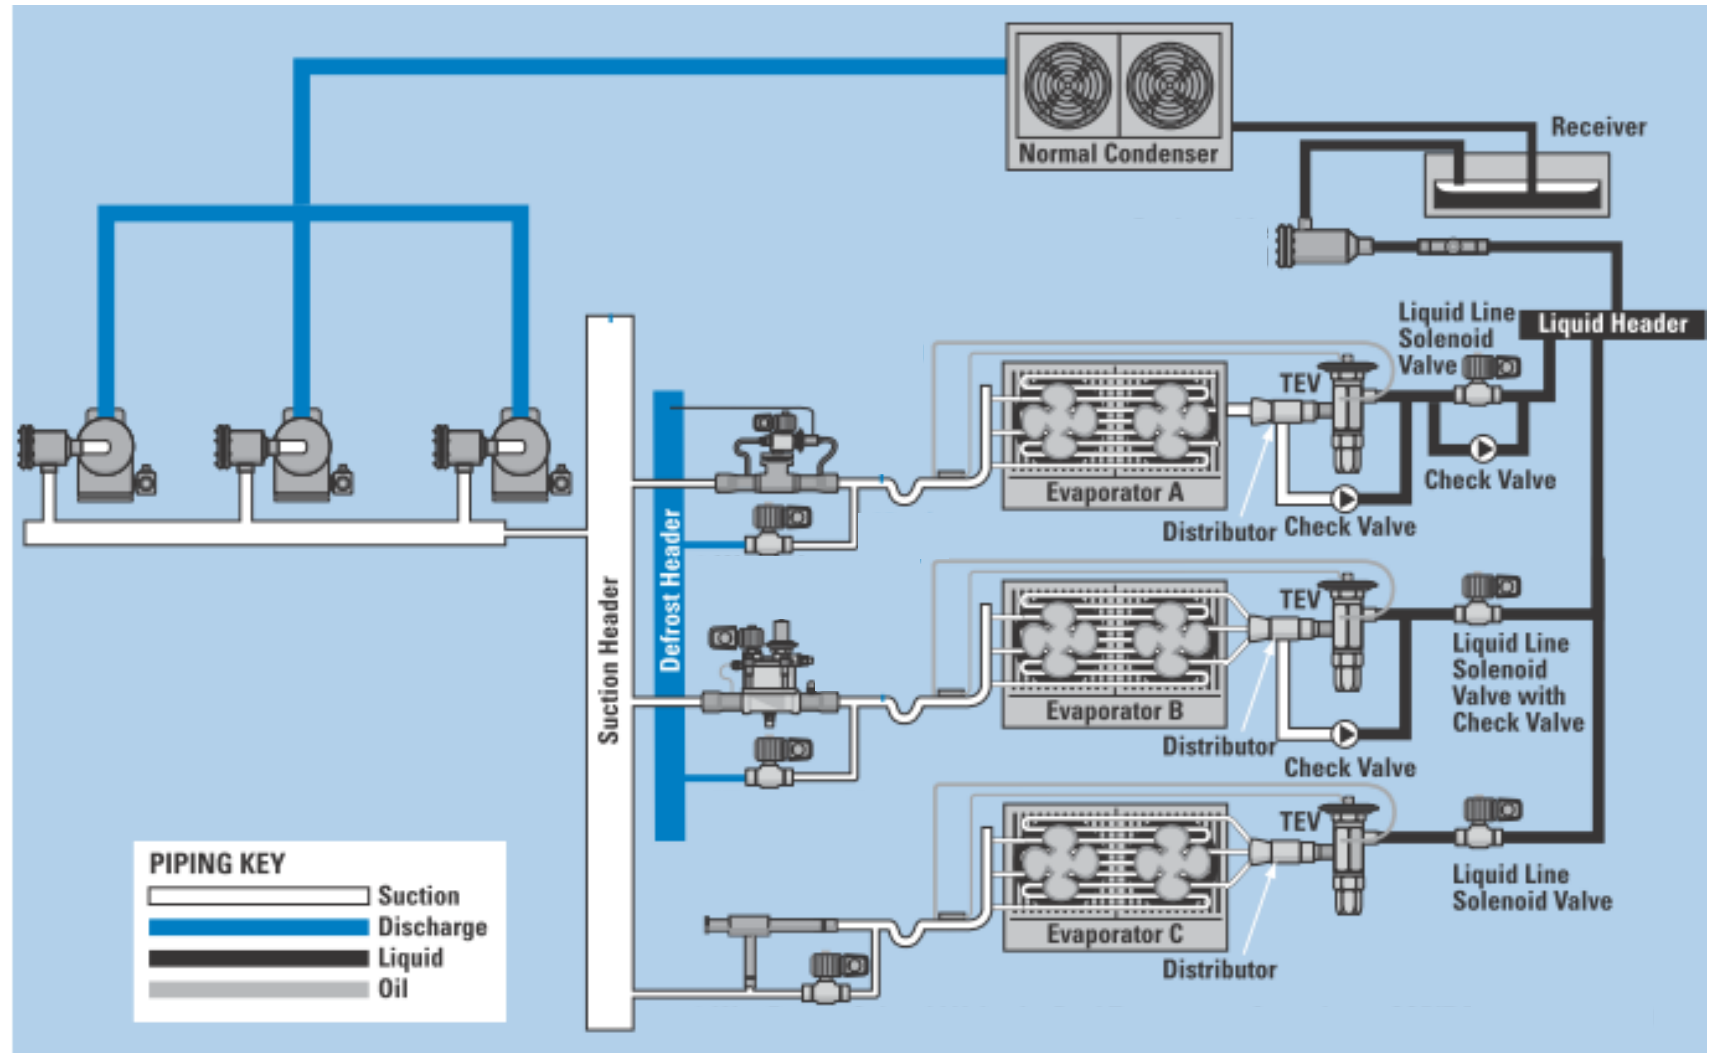 Normal Condenser
Receiver
Liquid Header
Liquid Line
Solenoid
Valve
TEV
Check Valve
Evaporator A
Distributor
Check Valve
Suction Header
Defrost Header
TEV
Liquid Line
Solenoid
Valve with
Check Valve
Evaporator B
Distributor
Check Valve
TEV
Liquid Line
Solenoid Valve
Evaporator C
Distributor
PIPING KEY
Suction
Discharge
Liquid
Oil